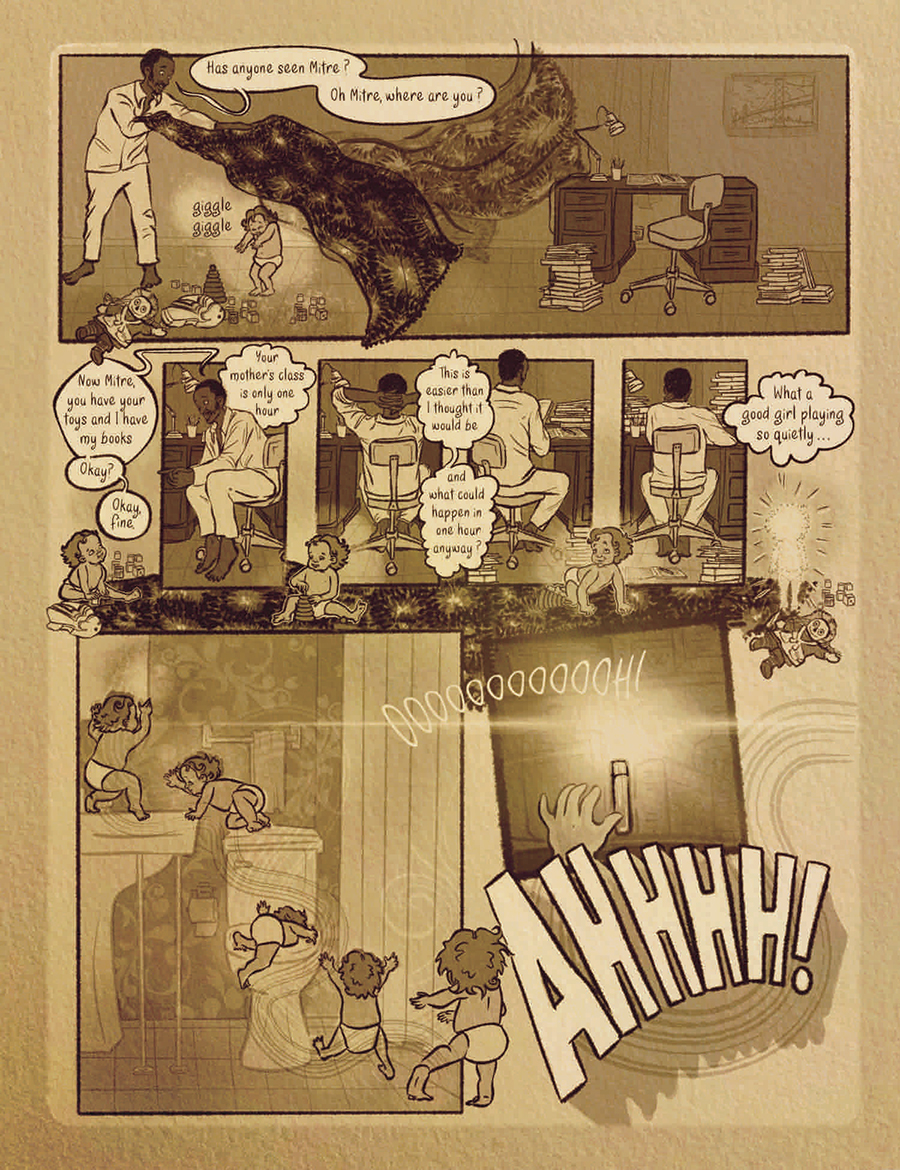 Has anyone seen Mitre?
Oh Mitre, where are you?
giggle
giggle
Now Mitre,
you have your
toys and I have
my books
Okay?
Okay,
fine.
Your
mother's class
is only one
hour
This is
easier than
I thought it
would be
and
what could
happen in
one hour
anyway?
What a
good girl playing
so quietly...
OOOOOOOOOOOOH!
AHHHHH!